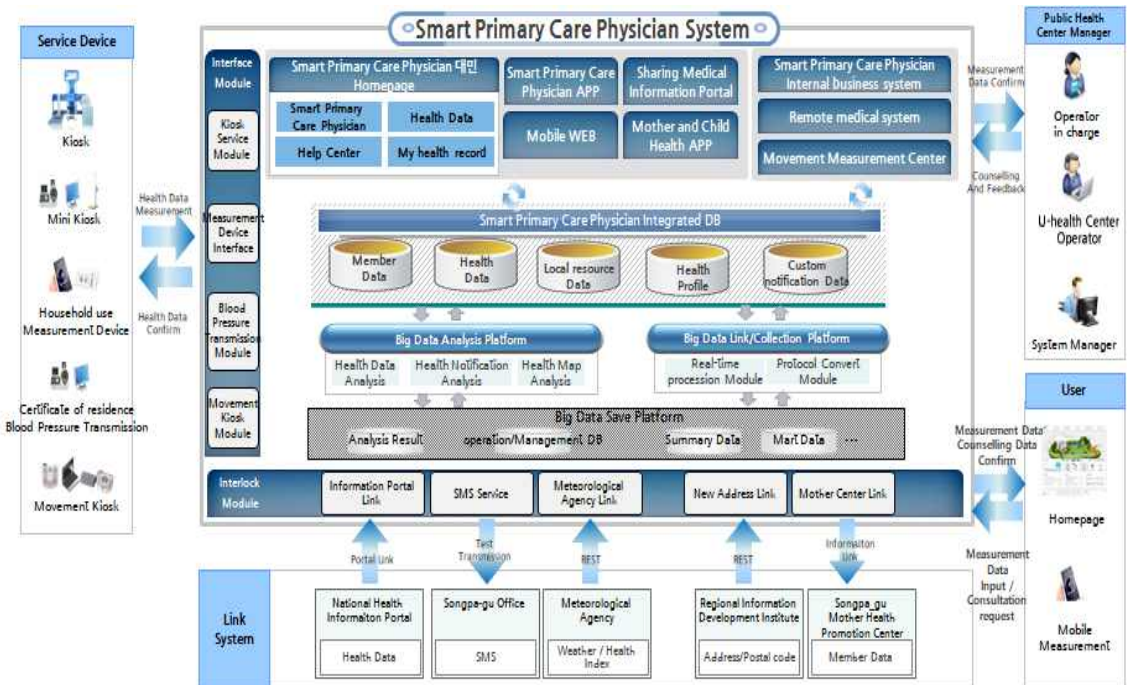 Smart Primary Care Physician System
Service Device
Kiosk
Mini Kiosk
Household use
Measurement Device
Certificate of residence
Blood Pressure Transmission
Movement Kiosk
Health Data
Measurement
Health Data
Confirm
Interface
Module
Kiosk
Service
Module
Measurement
Device
Interface
Blood
Pressure
Transmission
Module
Movement
Kiosk
Module
Smart Primary Care Physician 대민
Homepage
Smart Primary
Care Physician
Health Data
Help Center
My health record
Smart Primary Care
Physician APP
Sharing Medical
Information Portal
Mobile WEB
Mother and Child
Health APP
Smart Primary Care Physician
Internal business system
Remote medical system
Movement Measurement Center
Smart Primary Care Physician Integrated DB
Member
Data
Health
Data
Local resource
Data
Health
Profile
Custom
notification Data
Big Data Analysis Platform
Health Data
Analysis
Health Notification
Analysis
Health Map
Analysis
Big Data Link/Collection Platform
Real-time
procession Module
Protocol Convert
Module
Big Data Save Platform
Analysis Result
operation/Management DB
Summary Data
Mart Data
...
Interlock
Module
Information Portal
Link
SMS Service
Meteorological
Agency Link
New Address Link
Mother Center Link
Portal Link
Test
Transmission
REST
REST
Informaiton
Link
Link
System
National Health
Informaiton Portal
Health Data
Songpa-gu Office
SMS
Meteorological
Agency
Weather / Health
Index
Regional Information
Development Institute
Address/Postal code
Songpa_gu
Mother Health
Promotion Center
Member Data
Measurement
Data Confirm
Counselling
And Feedback
Public Health
Center Manager
Operator
in charge
U-health Center
Operator
System Manager
Measurement Data
Counselling Data
Confirm
Measurement
Data
Input /
Consultation
request
User
Homepage
Mobile
Measurement